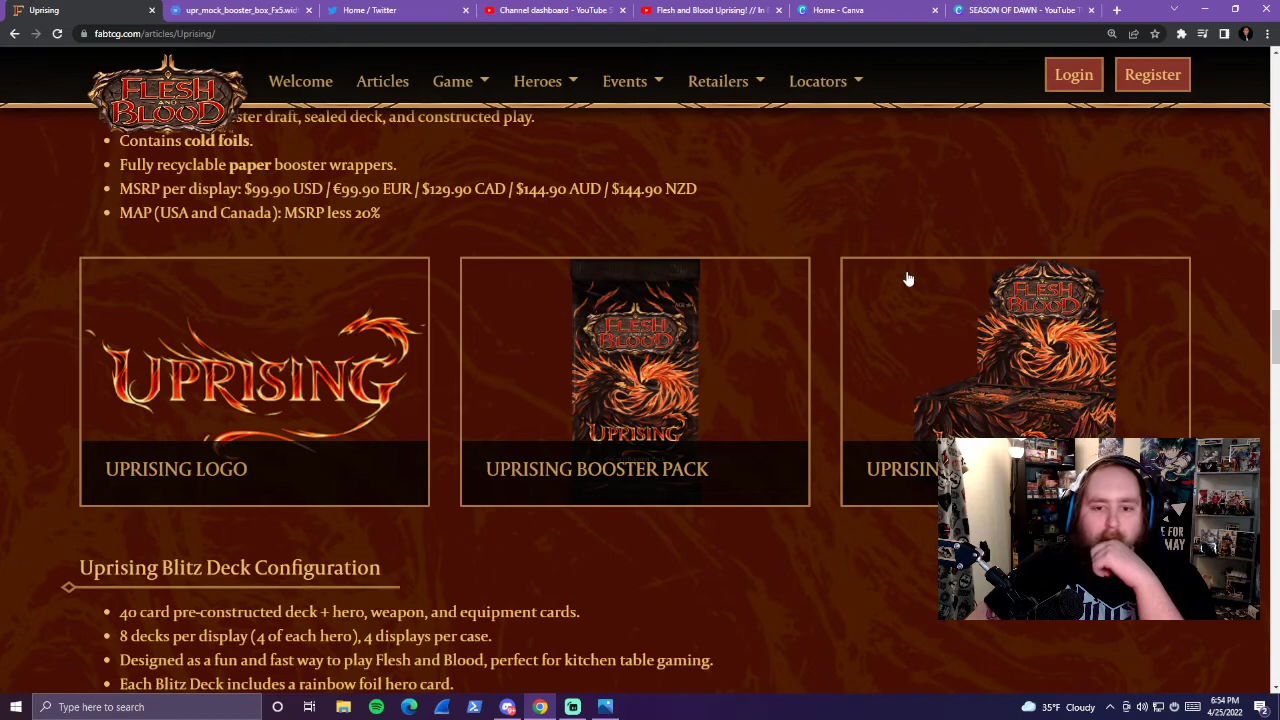 Uprising
mock_booster_box_Fx5.widt
Home / Twitter
Channel dashboard - YouTube S
Flesh and Blood Uprising! // In F
Home - Canva
SEASON OF DAWN - YouTube T
fabtcg.com/articles/Uprising/
FLESH AND BLOOD
Welcome Articles Game Heroes Events Retailers Locators Login Register
ster draft, sealed deck, and constructed play.
Contains cold foils.
Fully recyclable paper booster wrappers.
MSRP per display: $99.90 USD / €99.90 EUR / $129.90 CAD / $144.90 AUD / $144.90 NZD
MAP (USA and Canada): MSRP less 20%
UPRISING
FLESH AND BLOOD
UPRISING
FLESH AND BLOOD
UPRISING LOGO
UPRISING BOOSTER PACK
UPRISIN
Uprising Blitz Deck Configuration
40 card pre-constructed deck + hero, weapon, and equipment cards.
8 decks per display (4 of each hero), 4 displays per case.
Designed as a fun and fast way to play Flesh and Blood, perfect for kitchen table gaming.
Each Blitz Deck includes a rainbow foil hero card.
Type here to search
35°F Cloudy
6:54 PM
4/25/2022